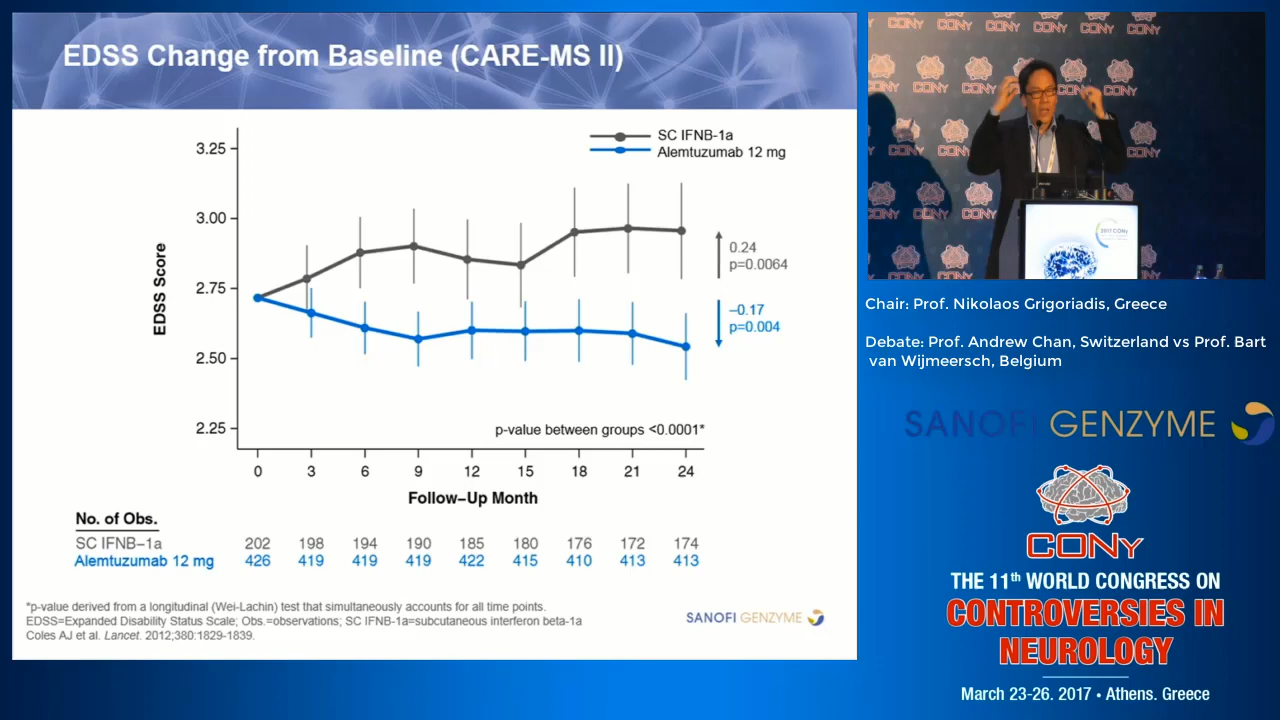 EDSS Change from Baseline (CARE-MS II)
SC IFNB-1a
Alemtuzumab 12 mg
3.25
3.00
2.75
2.50
2.25
EDSS Score
0.24
p=0.0064
–0.17
p=0.004
p-value between groups <0.0001*
0 3 6 9 12 15 18 21 24
Follow–Up Month
No. of Obs.
SC IFNB–1a 202 198 194 190 185 180 176 172 174
Alemtuzumab 12 mg 426 419 419 419 422 415 410 413 413
*p-value derived from a longitudinal (Wei-Lachin) test that simultaneously accounts for all time points.
EDSS=Expanded Disability Status Scale; Obs.=observations; SC IFNB-1a=subcutaneous interferon beta-1a
Coles AJ et al. Lancet. 2012;380:1829-1839.
SANOFI GENZYME
CONy
2017 CONy
Chair: Prof. Nikolaos Grigoriadis, Greece
Debate: Prof. Andrew Chan, Switzerland vs Prof. Bart
van Wijmeersch, Belgium
SANOFI GENZYME
CONy
THE 11th WORLD CONGRESS ON
CONTROVERSIES IN
NEUROLOGY
March 23-26. 2017 • Athens. Greece